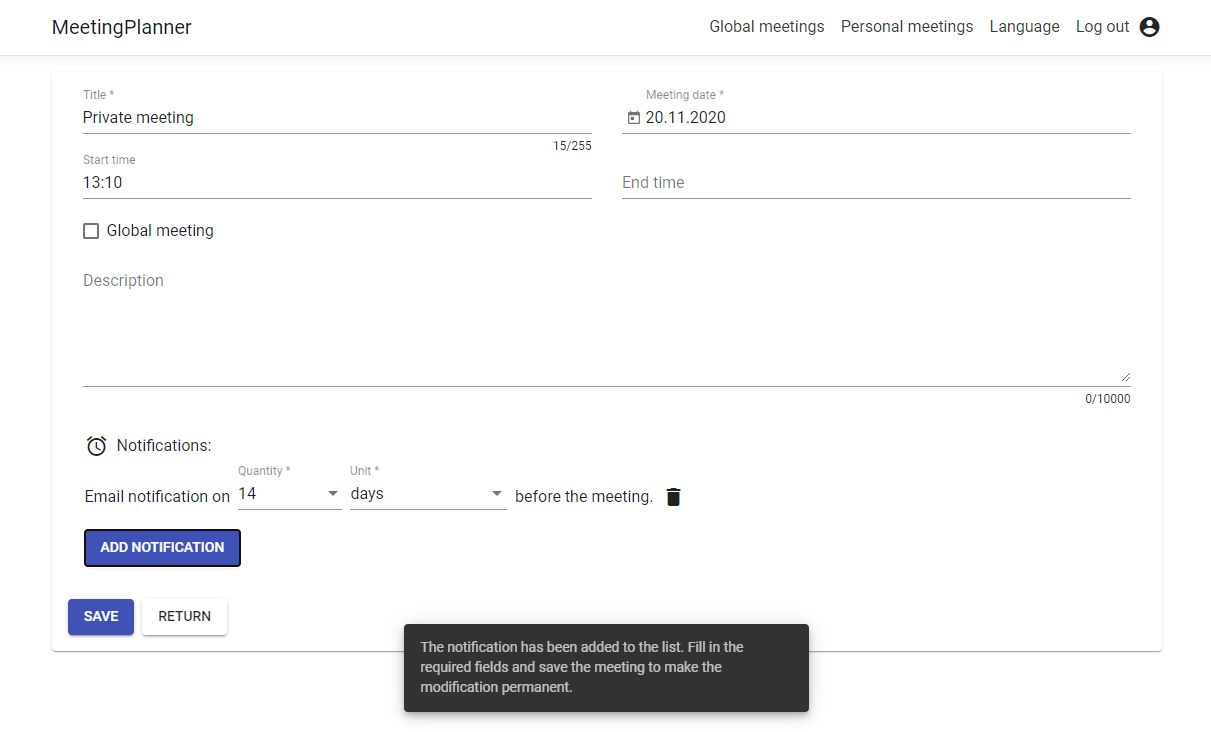 MeetingPlanner
Global meetings Personal meetings Language Log out
Title *
Meeting date *
Private meeting
20.11.2020
15/255
Start time
13:10
End time
Global meeting
Description
0/10000
Notifications:
Quantity *
Unit *
Email notification on 14 days before the meeting.
ADD NOTIFICATION
SAVE RETURN
The notification has been added to the list. Fill in the
required fields and save the meeting to make the
modification permanent.